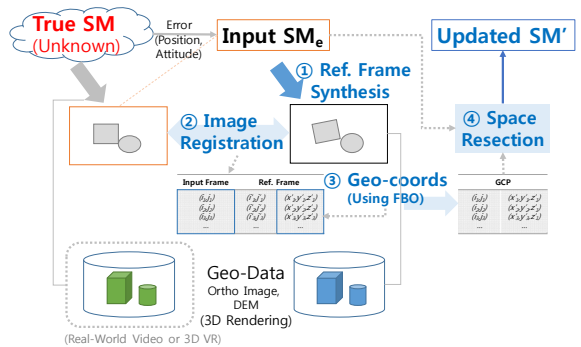 True SM
(Unknown)
Error
(Position,
Attitude)
Input SMe
Updated SM'
① Ref. Frame
Synthesis
② Image
Registration
④ Space
Resection
③ Geo-coords
(Using FBO)
Input Frame Ref. Frame
... ... ...
GCP
... ...
Geo-Data
Ortho Image,
DEM
(3D Rendering)
(Real-World Video or 3D VR)